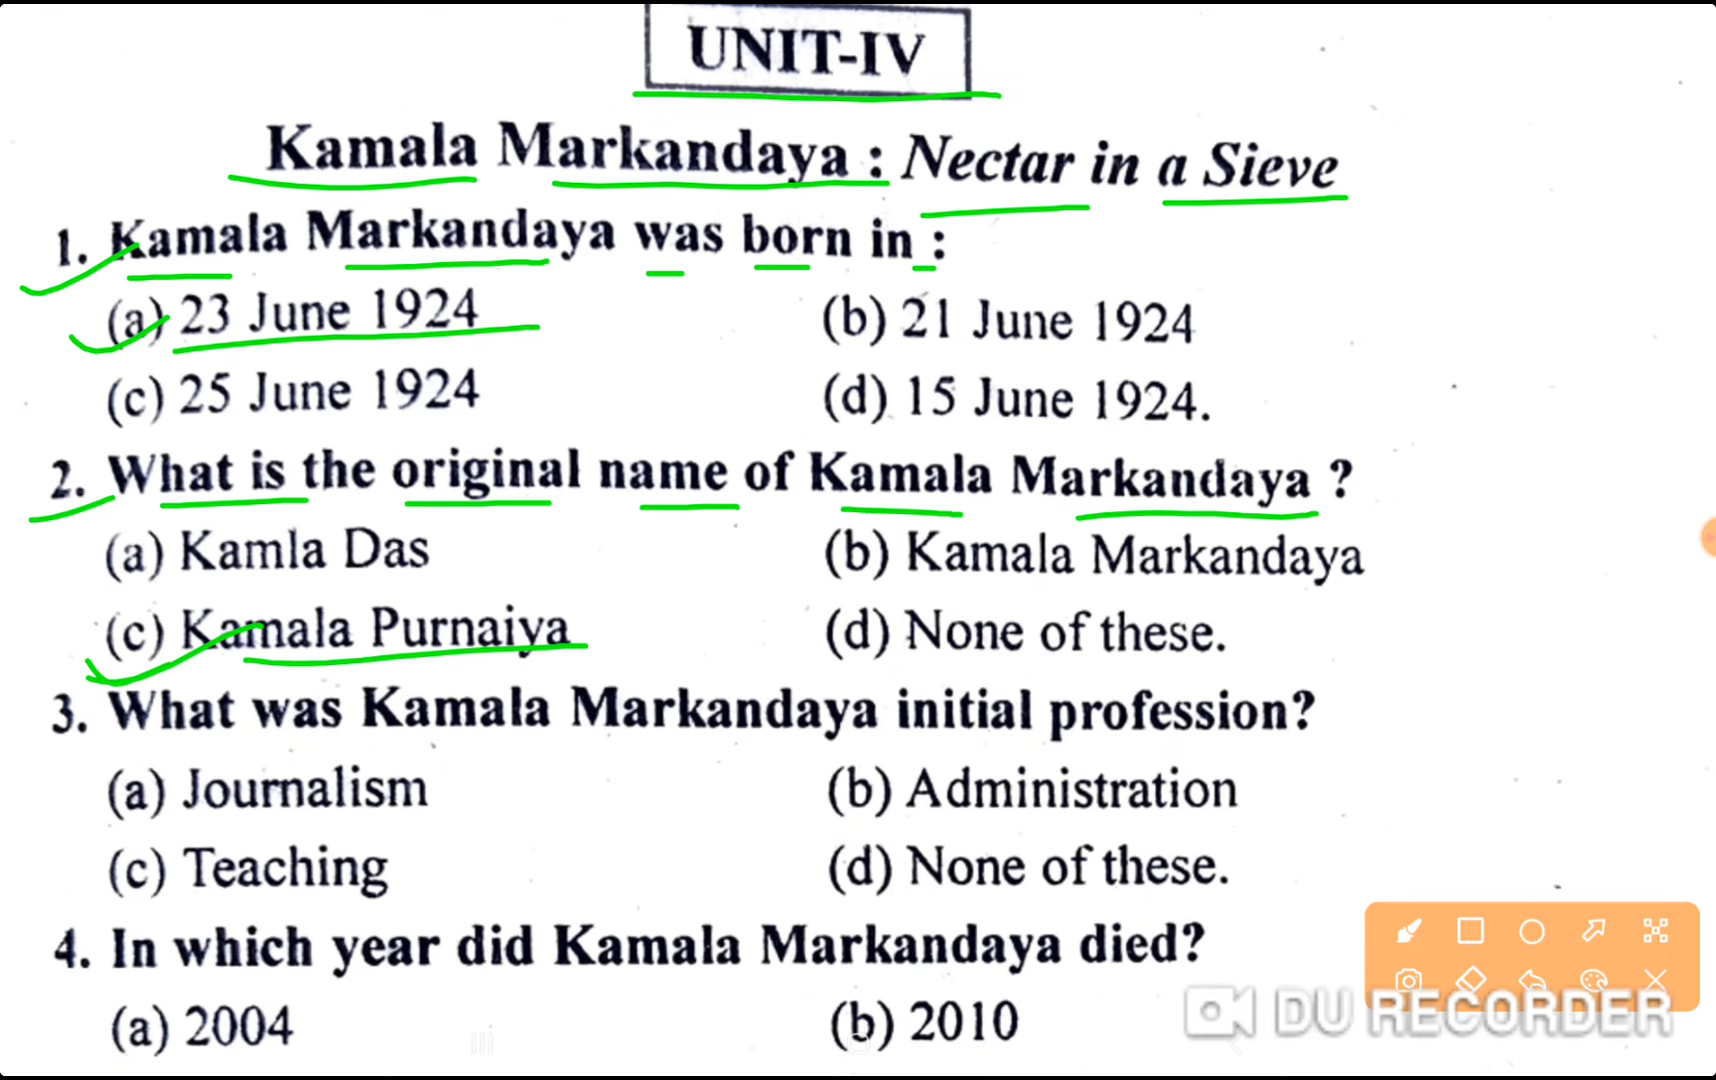 UNIT-IV
Kamala Markandaya : Nectar in a Sieve
1. Kamala Markandaya was born in :
(a) 23 June 1924 (b) 21 June 1924
(c) 25 June 1924 (d) 15 June 1924.
2. What is the original name of Kamala Markandaya ?
(a) Kamla Das (b) Kamala Markandaya
(c) Kamala Purnaiya (d) None of these.
3. What was Kamala Markandaya initial profession?
(a) Journalism (b) Administration
(c) Teaching (d) None of these.
4. In which year did Kamala Markandaya died?
(a) 2004 (b) 2010
DU RECORDER